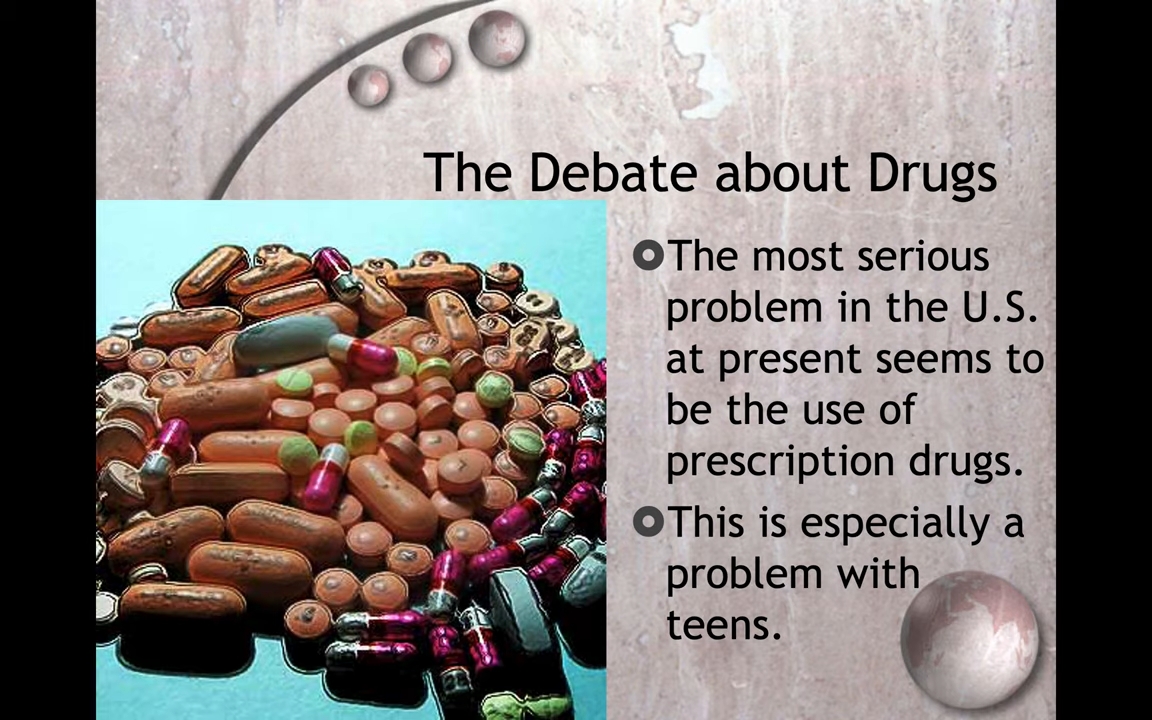 The Debate about Drugs
The most serious
problem in the U.S.
at present seems to
be the use of
prescription drugs.
This is especially a
problem with
teens.